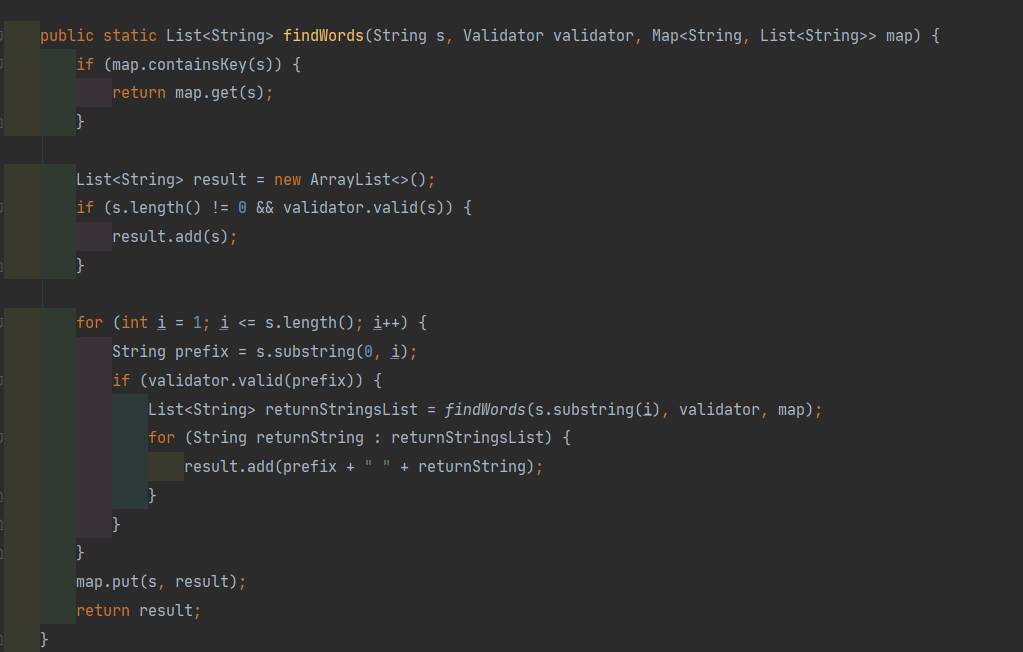 public static List<String> findWords(String s, Validator validator, Map<String, List<String>> map) {
if (map.containsKey(s)) {
return map.get(s);
}
List<String> result = new ArrayList<>();
if (s.length() != 0 && validator.valid(s)) {
result.add(s);
}
for (int i = 1; i <= s.length(); i++) {
String prefix = s.substring(0, i);
if (validator.valid(prefix)) {
List<String> returnStringsList = findWords(s.substring(i), validator, map);
for (String returnString : returnStringsList) {
result.add(prefix + " " + returnString);
}
}
}
map.put(s, result);
return result;
}